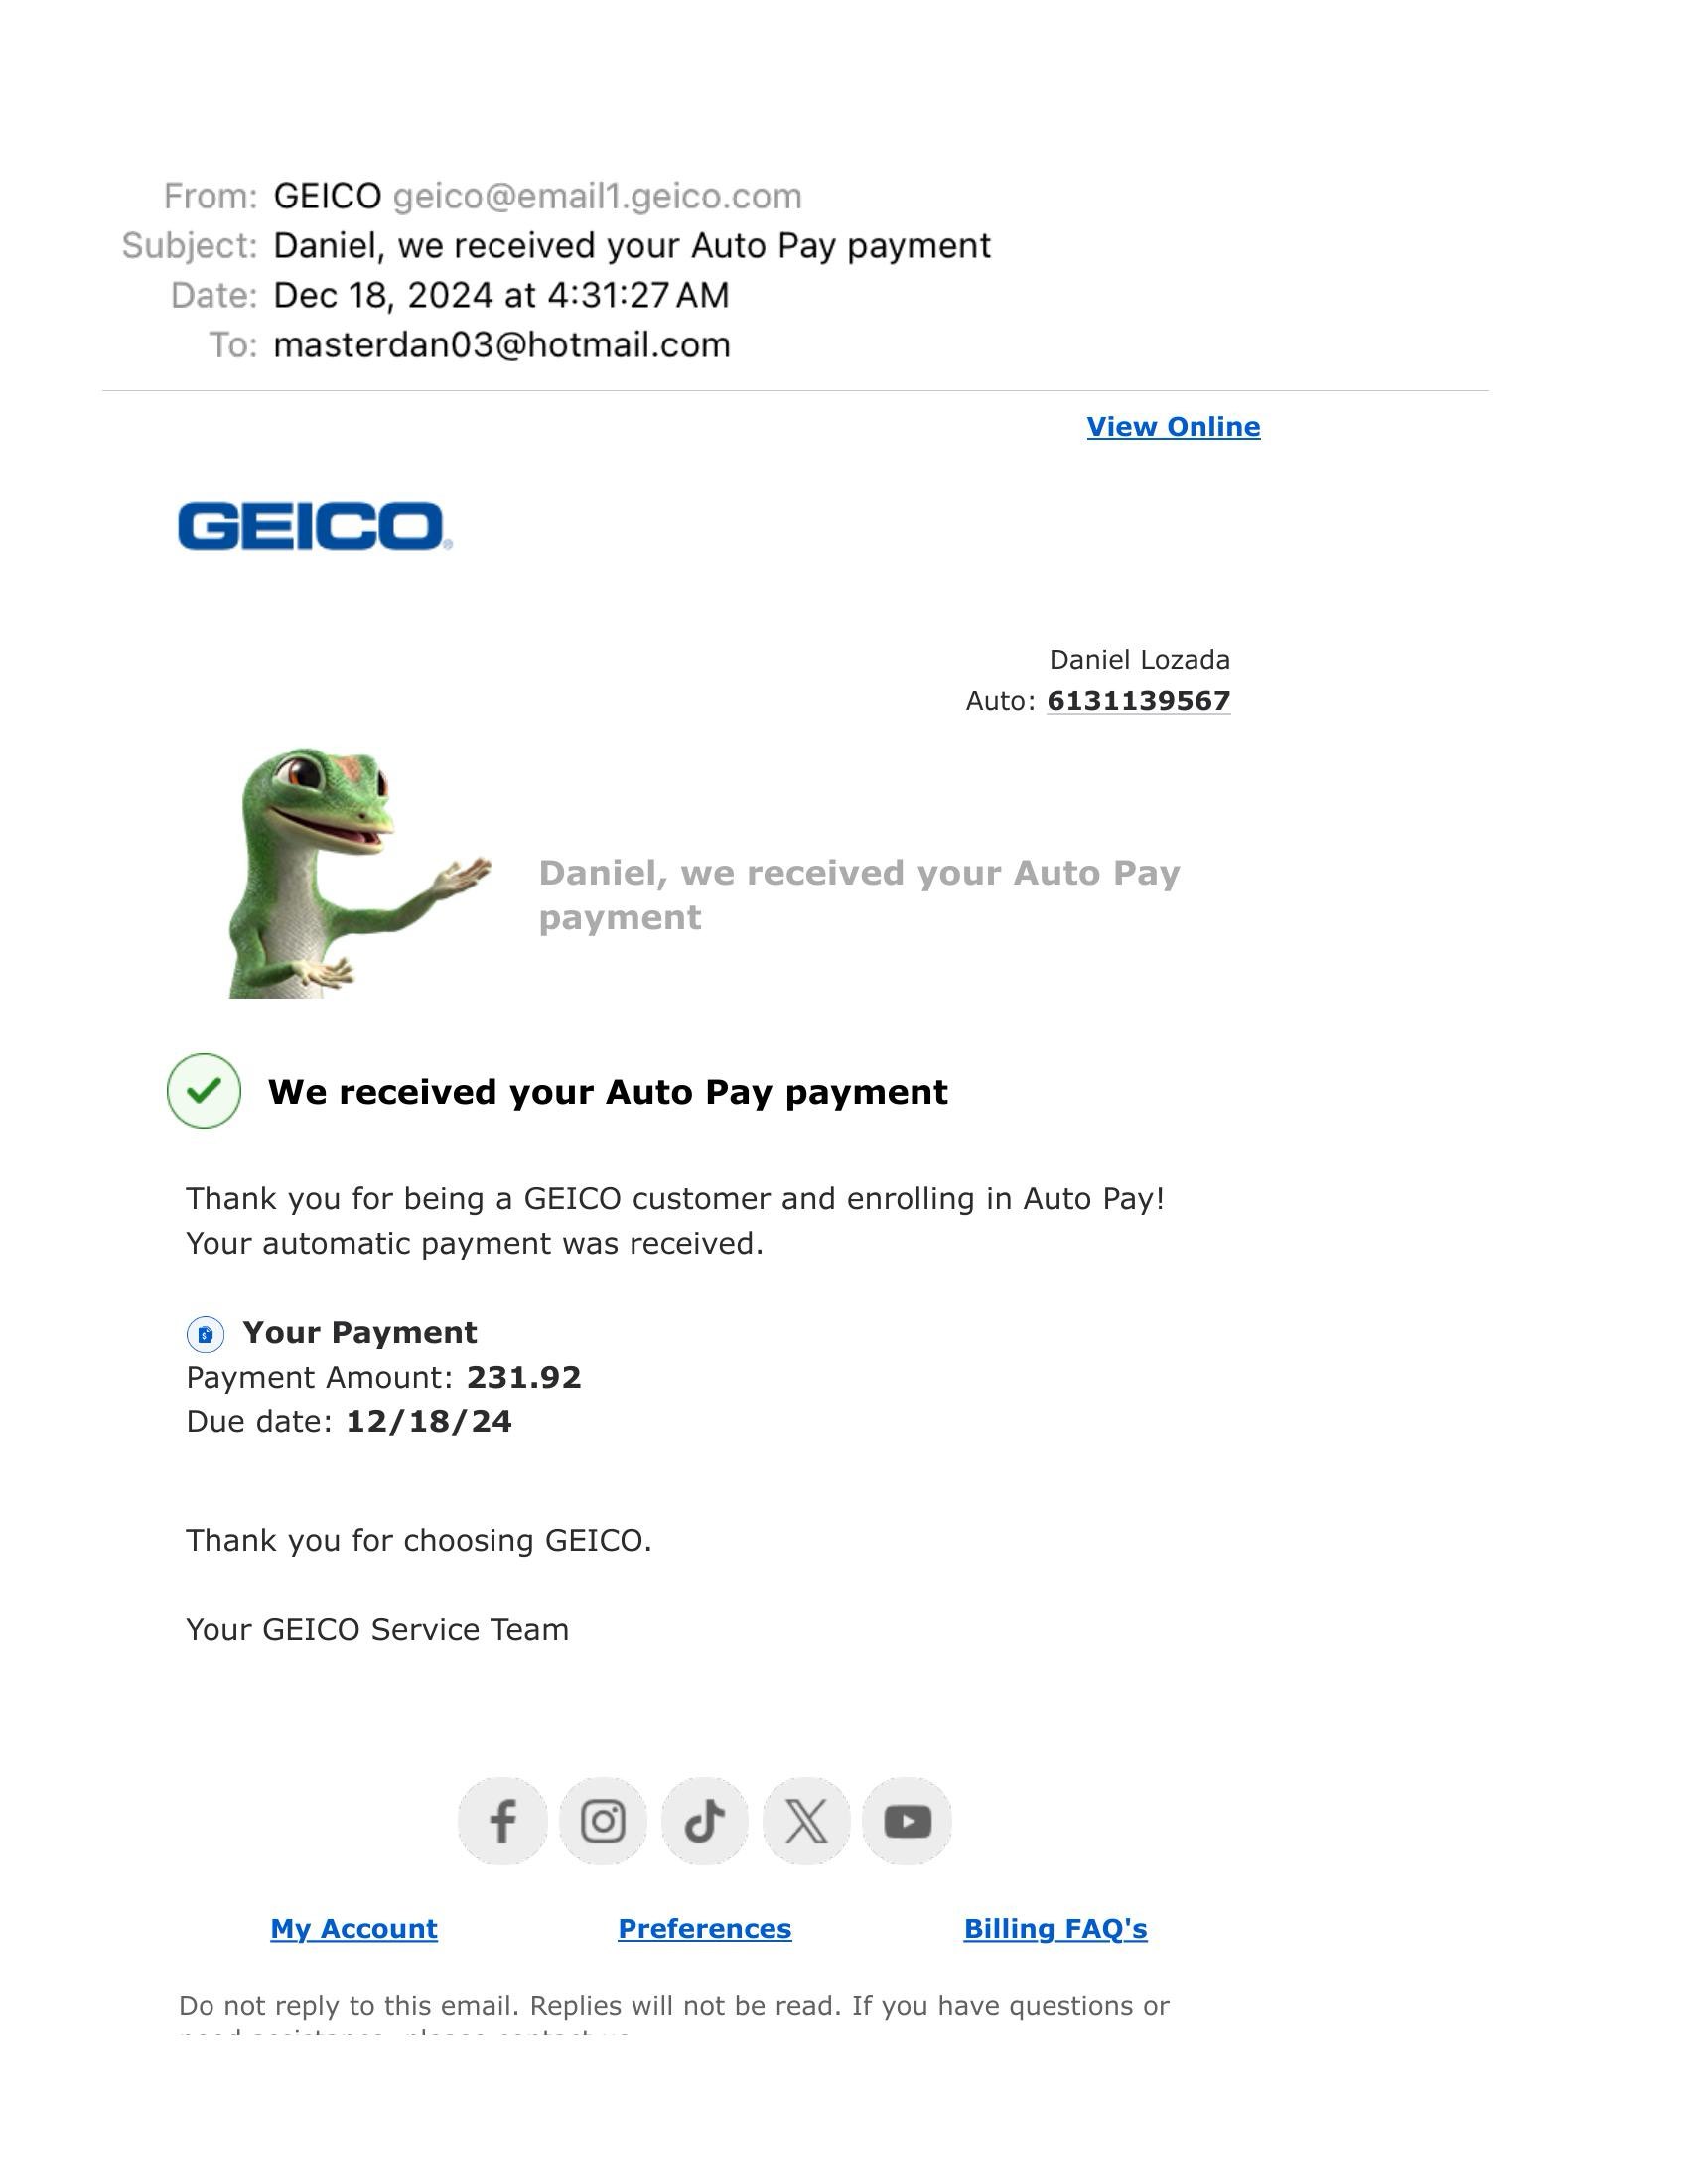 From: GEICO geico@email1.geico.com
Subject: Daniel, we received your Auto Pay payment
Date: Dec 18, 2024 at 4:31:27 AM
To: masterdan03@hotmail.com
View Online
GEICO®
Daniel Lozada
Auto: 6131139567
Daniel, we received your Auto Pay
payment
We received your Auto Pay payment
Thank you for being a GEICO customer and enrolling in Auto Pay!
Your automatic payment was received.
Your Payment
Payment Amount: 231.92
Due date: 12/18/24
Thank you for choosing GEICO.
Your GEICO Service Team
My Account Preferences Billing FAQ's
Do not reply to this email. Replies will not be read. If you have questions or